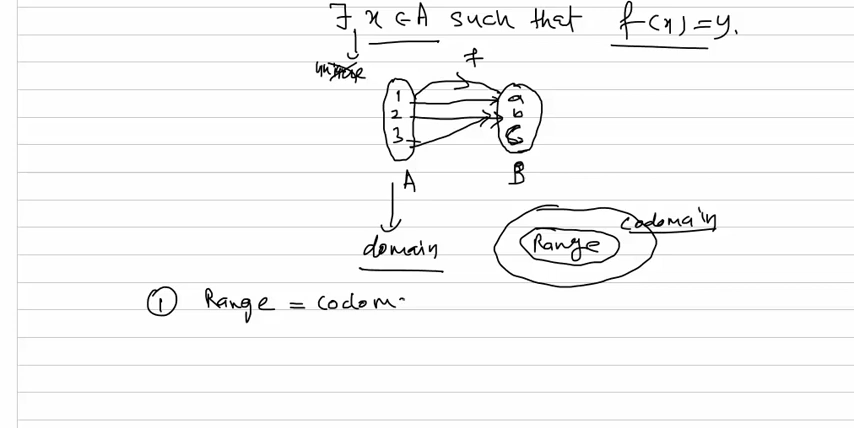 ∃ x ∈ A such that f(x) = y.
f
1 a
2 b
3
A B
codomain
Range
domain
① Range = codom